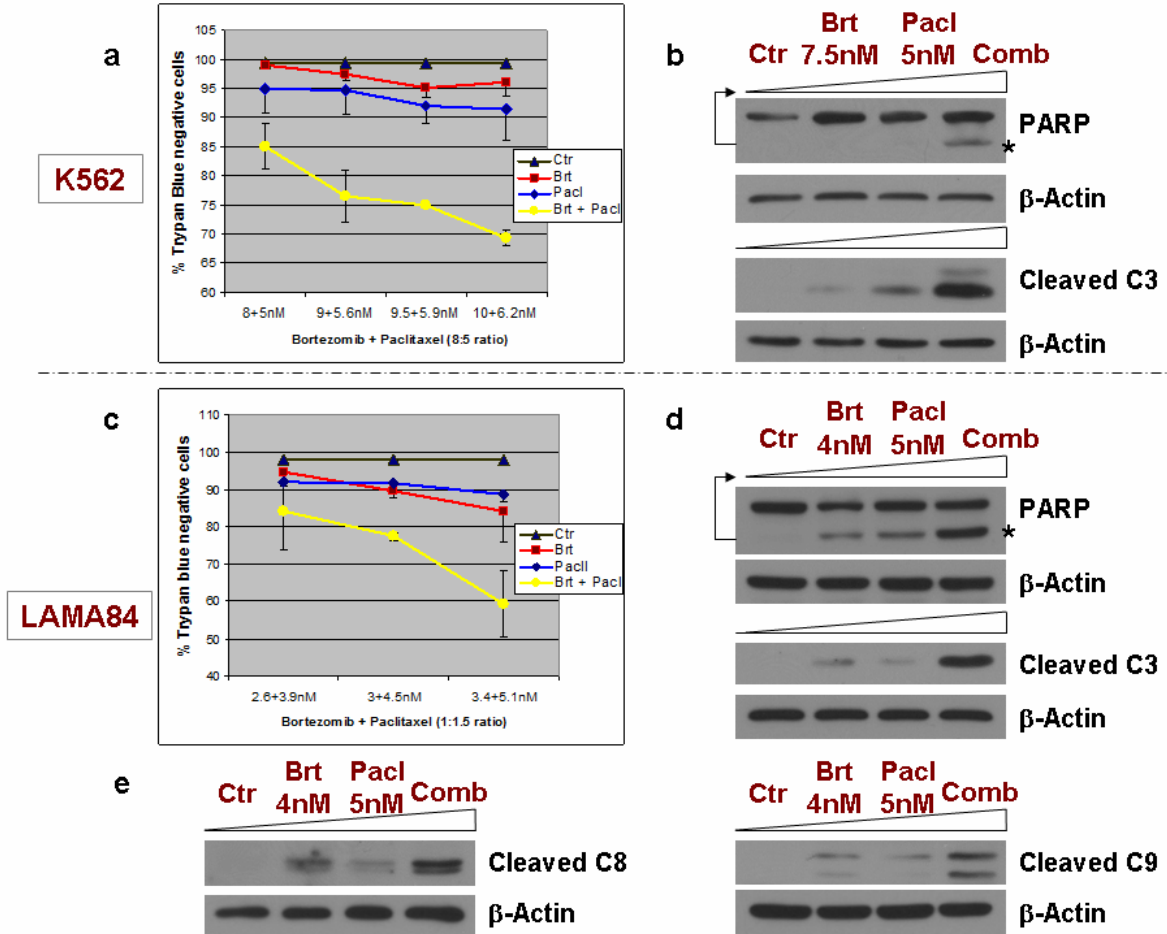 a
105
100
95
90
85
80
75
70
65
60
% Trypan Blue negative cells
8+5nM 9+5.6nM 9.5+5.9nM 10+6.2nM
Bortezomib + Paclitaxel (8:5 ratio)
Ctr
Brt
Pacl
Brt + Pacl
K562
b
Brt Pacl
Ctr 7.5nM 5nM Comb
PARP
*
β-Actin
Cleaved C3
β-Actin
c
110
100
90
80
70
60
50
40
% Trypan blue negative cells
2.6+3.9nM 3+4.5nM 3.4+5.1nM
Bortezomib + Paclitaxel (1:1.5 ratio)
Ctr
Brt
Pacll
Brt + Pacl
LAMA84
d
Brt Pacl
Ctr 4nM 5nM Comb
PARP
*
β-Actin
Cleaved C3
β-Actin
e
Brt Pacl
Ctr 4nM 5nM Comb
Cleaved C8
β-Actin
Brt Pacl
Ctr 4nM 5nM Comb
Cleaved C9
β-Actin